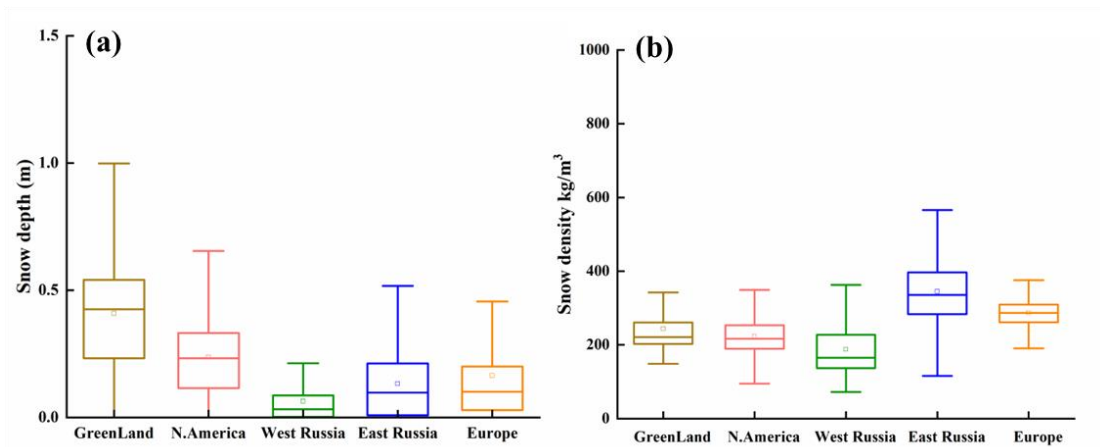 (a)
Snow depth (m)
1.5
1.0
0.5
0.0
GreenLand N.America West Russia East Russia Europe
(b)
Snow density kg/m³
1000
800
600
400
200
0
GreenLand N.America West Russia East Russia Europe